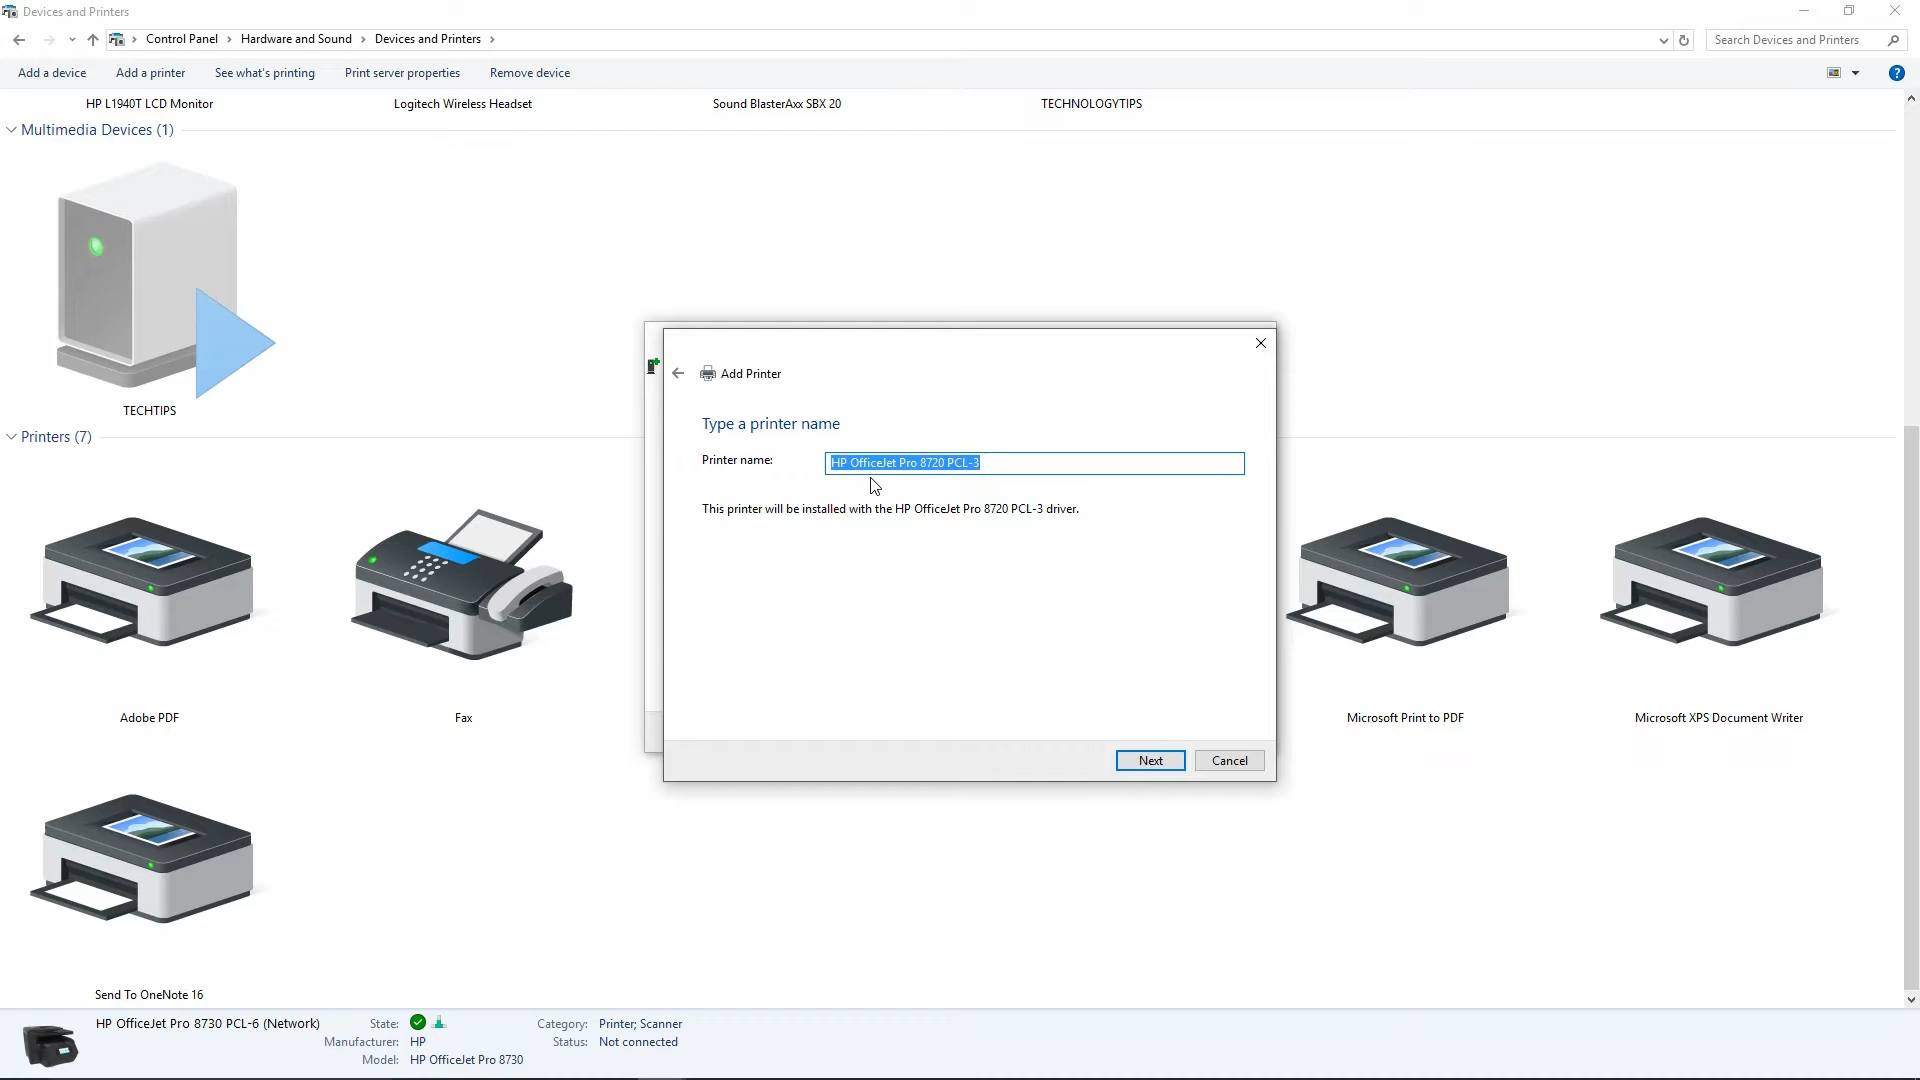 Devices and Printers
Control Panel > Hardware and Sound > Devices and Printers >
Search Devices and Printers
Add a device Add a printer See what's printing Print server properties Remove device
?
HP L1940T LCD Monitor Logitech Wireless Headset Sound BlasterAxx SBX 20 TECHNOLOGYTIPS
Multimedia Devices (1)
TECHTIPS
Printers (7)
Add Printer
Type a printer name
Printer name: HP OfficeJet Pro 8720 PCL-3
This printer will be installed with the HP OfficeJet Pro 8720 PCL-3 driver.
Next Cancel
Adobe PDF Fax Microsoft Print to PDF Microsoft XPS Document Writer
Send To OneNote 16
HP OfficeJet Pro 8730 PCL-6 (Network) State: Category: Printer; Scanner
Manufacturer: HP Status: Not connected
Model: HP OfficeJet Pro 8730